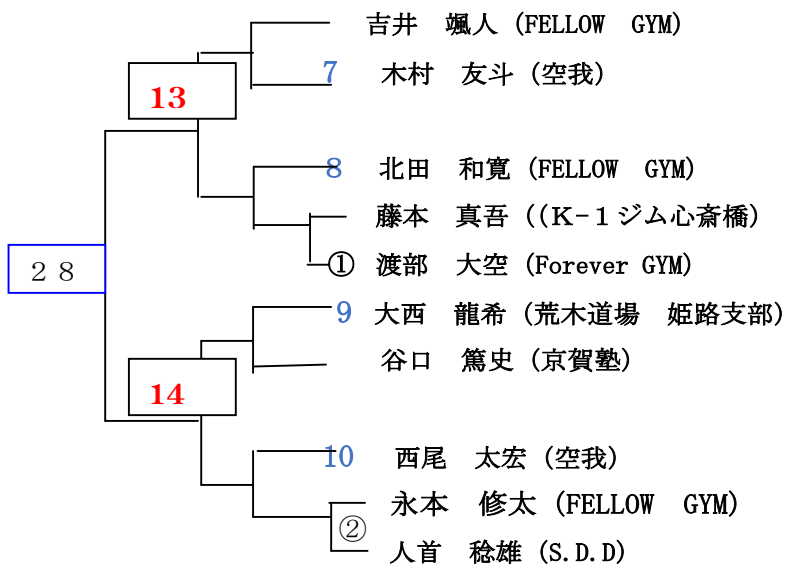 吉井　颯人 (FELLOW　GYM)
7　木村　友斗 (空我)
13
8　北田　和寛 (FELLOW　GYM)
藤本　真吾 ((Ｋ-１ジム心斎橋)
①　渡部　大空 (Forever GYM)
２８
9　大西　龍希 (荒木道場　姫路支部)
谷口　篤史 (京賀塾)
14
10　西尾　太宏 (空我)
永本　修太 (FELLOW　GYM)
②
人首　稔雄 (S.D.D)